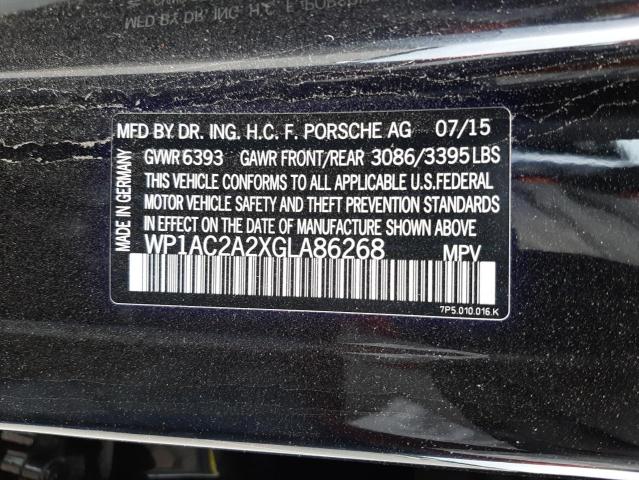 MFD BY DR. ING. H.C. F. PORSCHE AG 07/15
GVWR 6393 GAWR FRONT/REAR 3086/3395 LBS
THIS VEHICLE CONFORMS TO ALL APPLICABLE U.S. FEDERAL
MOTOR VEHICLE SAFETY AND THEFT PREVENTION STANDARDS
IN EFFECT ON THE DATE OF MANUFACTURE SHOWN ABOVE
WP1AC2A2XGLA86268 MPV
7P5.010.016.K
MADE IN GERMANY